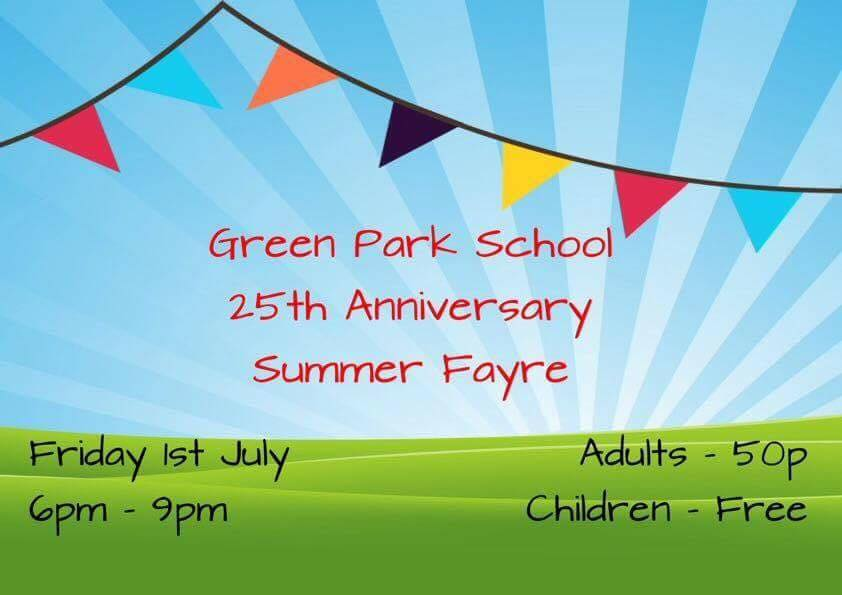 Green Park School
25th Anniversary
Summer Fayre
Friday 1st July
6pm - 9pm
Adults - 50p
Children - Free